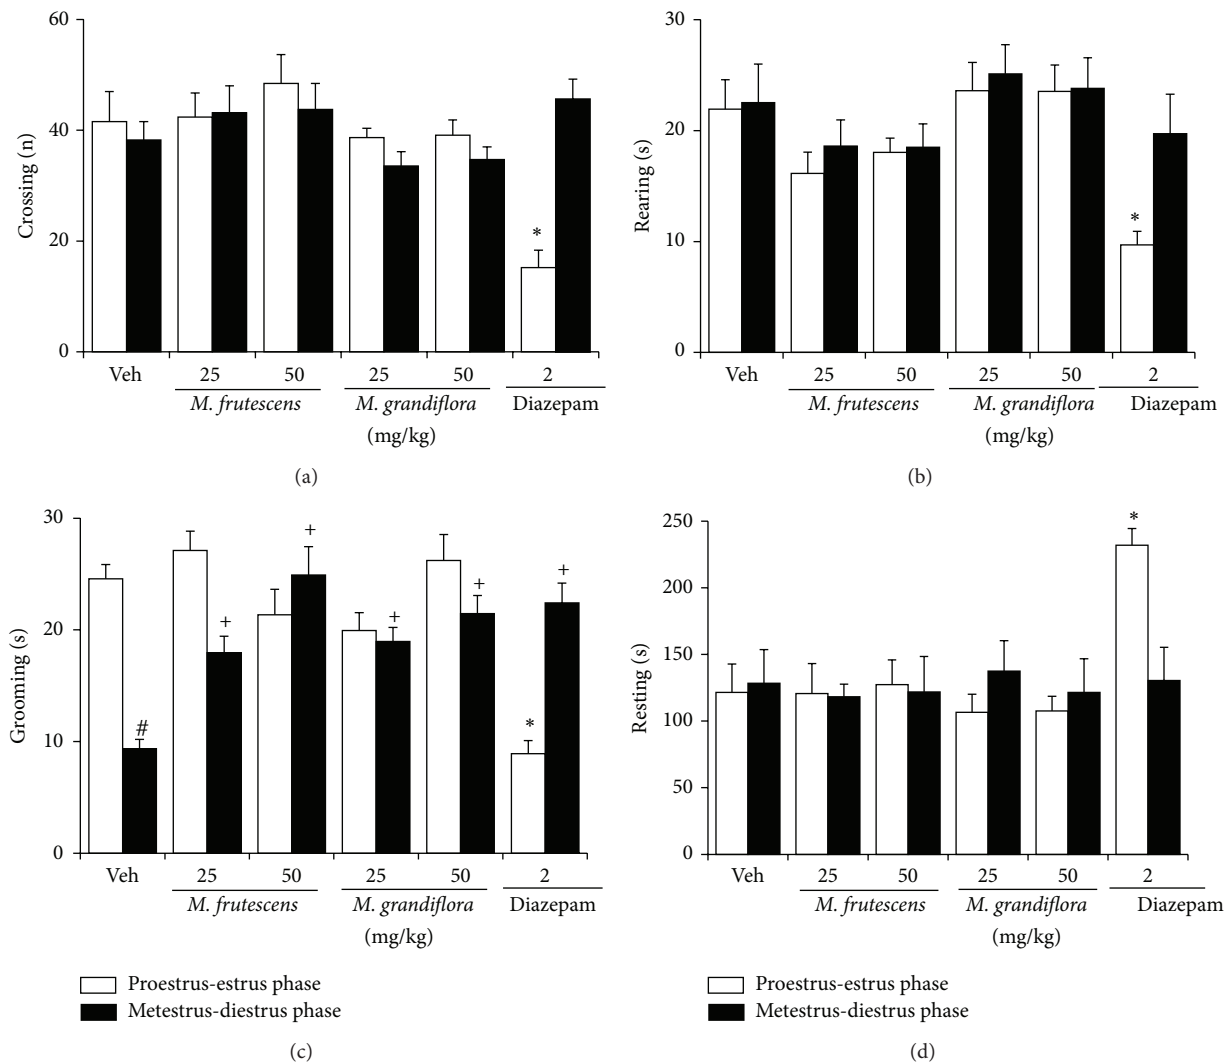 60
40
20
0
Crossing (n)
*
Veh
25
50
25
50
2
M. frutescens
M. grandiflora
Diazepam
(mg/kg)
(a)
30
20
10
0
Rearing (s)
*
Veh
25
50
25
50
2
M. frutescens
M. grandiflora
Diazepam
(mg/kg)
(b)
30
20
10
0
Grooming (s)
#
+
+
+
+
*
+
Veh
25
50
25
50
2
M. frutescens
M. grandiflora
Diazepam
(mg/kg)
Proestrus-estrus phase
Metestrus-diestrus phase
(c)
250
200
150
100
50
0
Resting (s)
*
Veh
25
50
25
50
2
M. frutescens
M. grandiflora
Diazepam
(mg/kg)
Proestrus-estrus phase
Metestrus-diestrus phase
(d)